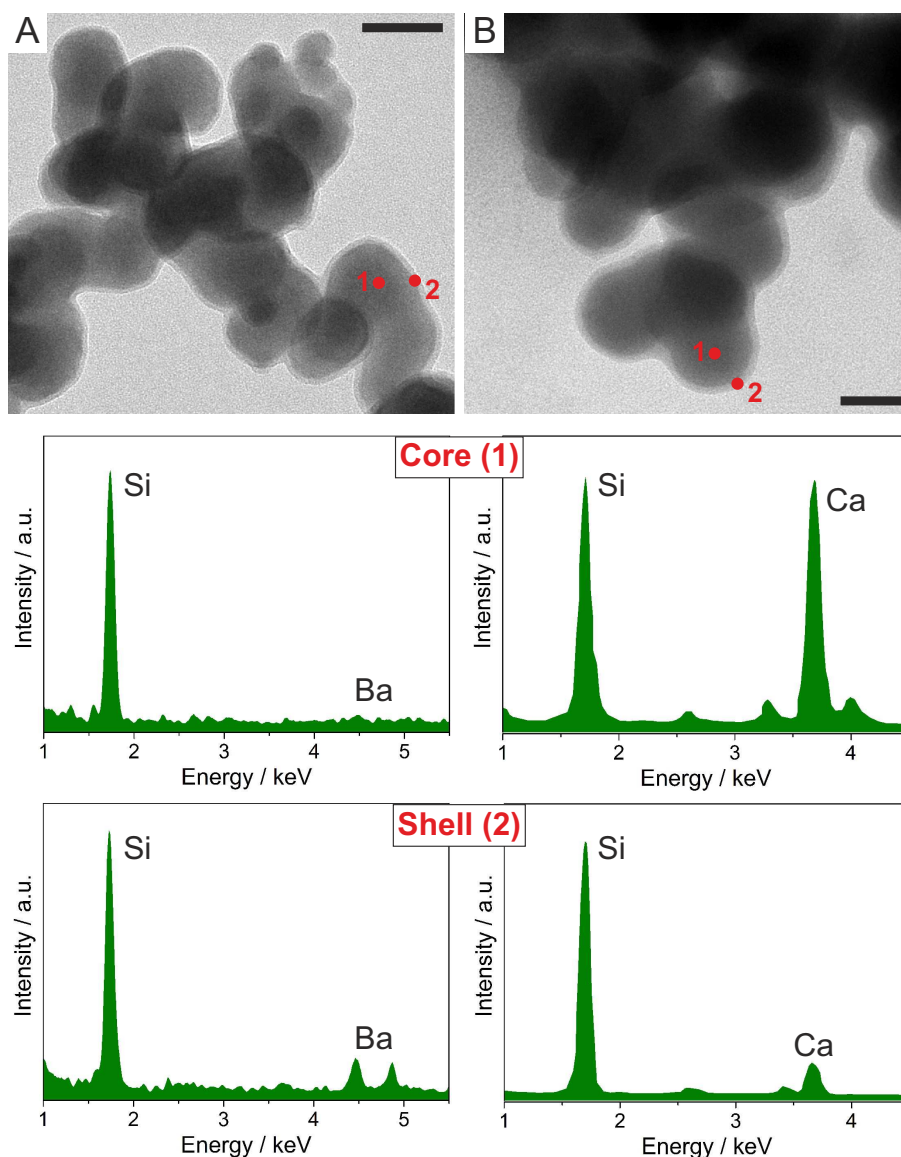 A
B
1
2
1
2
Core (1)
Si
Ba
Intensity / a.u.
1 2 3 4 5
Energy / keV
Si
Ca
Intensity / a.u.
1 2 3 4
Energy / keV
Shell (2)
Si
Ba
Intensity / a.u.
1 2 3 4 5
Energy / keV
Si
Ca
Intensity / a.u.
1 2 3 4
Energy / keV